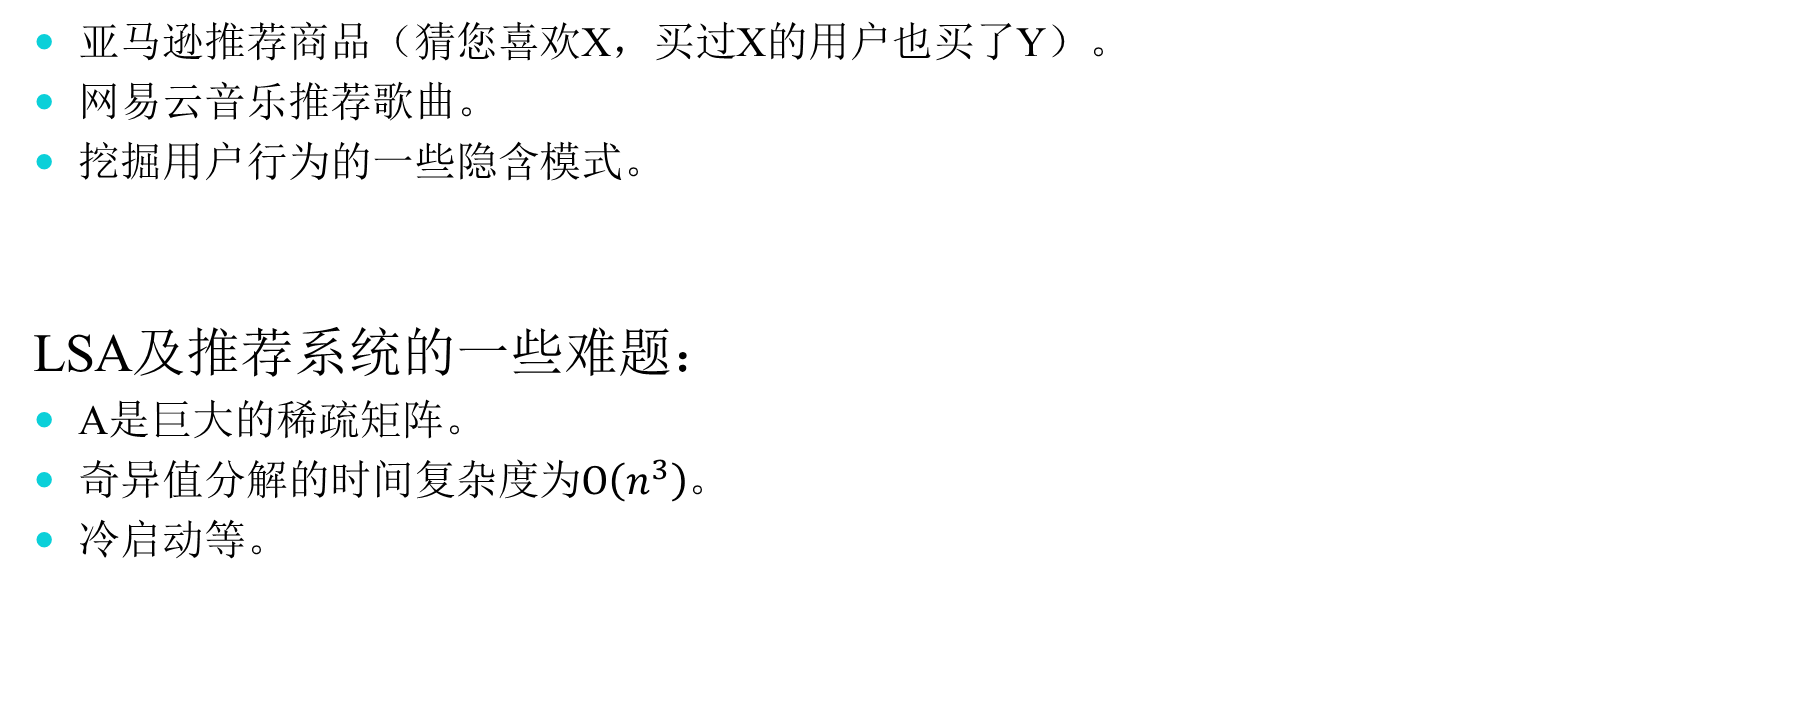 • 亚马逊推荐商品（猜您喜欢X，买过X的用户也买了Y）。
• 网易云音乐推荐歌曲。
• 挖掘用户行为的一些隐含模式。
LSA及推荐系统的一些难题：
• A是巨大的稀疏矩阵。
• 奇异值分解的时间复杂度为O(n³)。
• 冷启动等。